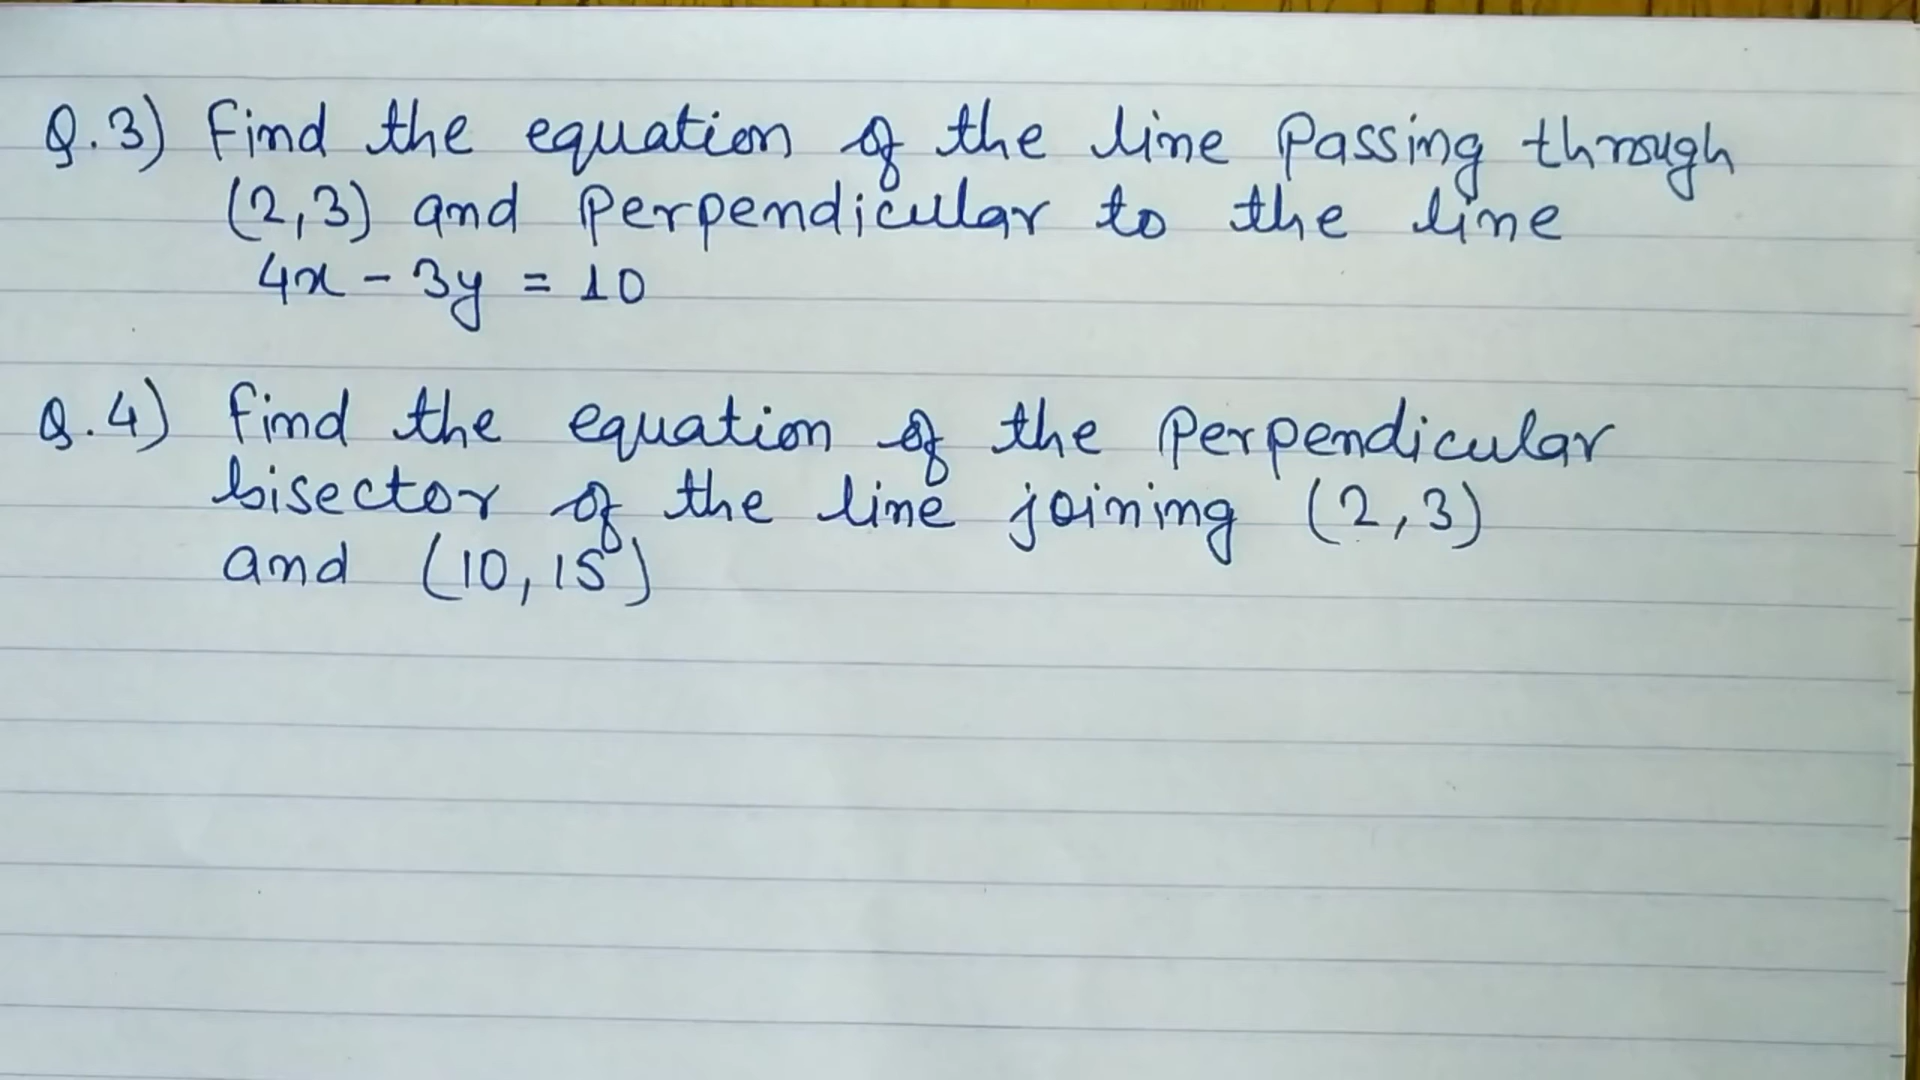 Q.3) Find the equation of the line Passing through
(2,3) and Perpendicular to the line
4x - 3y = 10
Q.4) Find the equation of the Perpendicular
bisector of the line joining (2,3)
and (10,15)